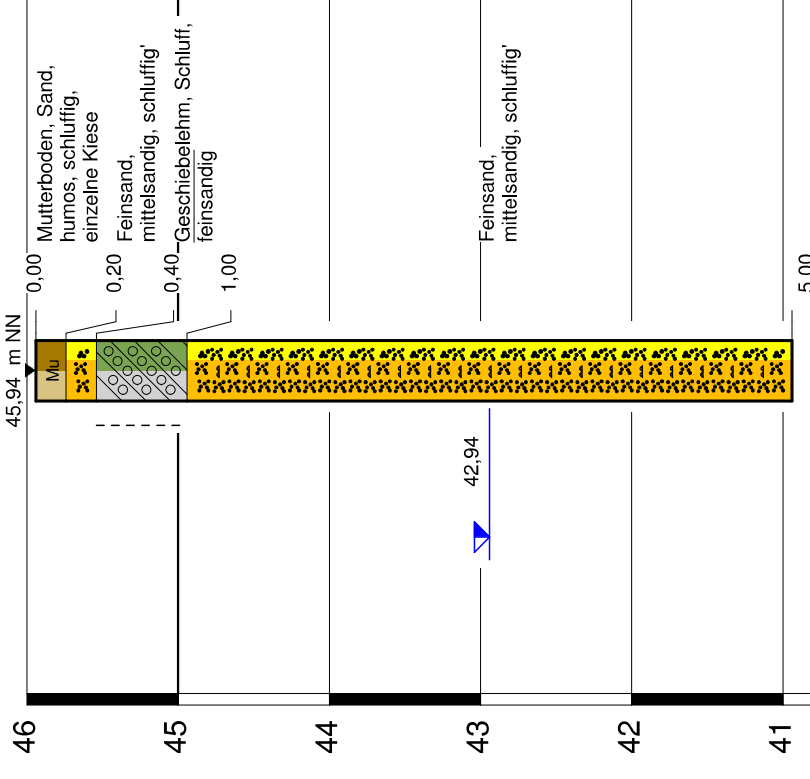 45,94 m NN
0,00
Mutterboden, Sand,
humos, schluffig,
einzelne Kiese
0,20
Feinsand,
mittelsandig, schluffig'
0,40
Geschiebelehm, Schluff,
feinsandig
1,00
Feinsand,
mittelsandig, schluffig'
5,00
Mu
42,94
46
45
44
43
42
41